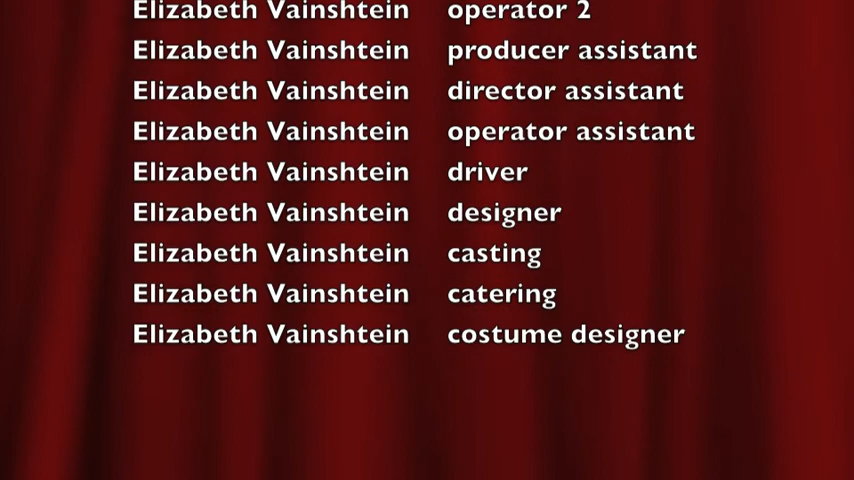 Elizabeth Vainshtein operator 2
Elizabeth Vainshtein producer assistant
Elizabeth Vainshtein director assistant
Elizabeth Vainshtein operator assistant
Elizabeth Vainshtein driver
Elizabeth Vainshtein designer
Elizabeth Vainshtein casting
Elizabeth Vainshtein catering
Elizabeth Vainshtein costume designer